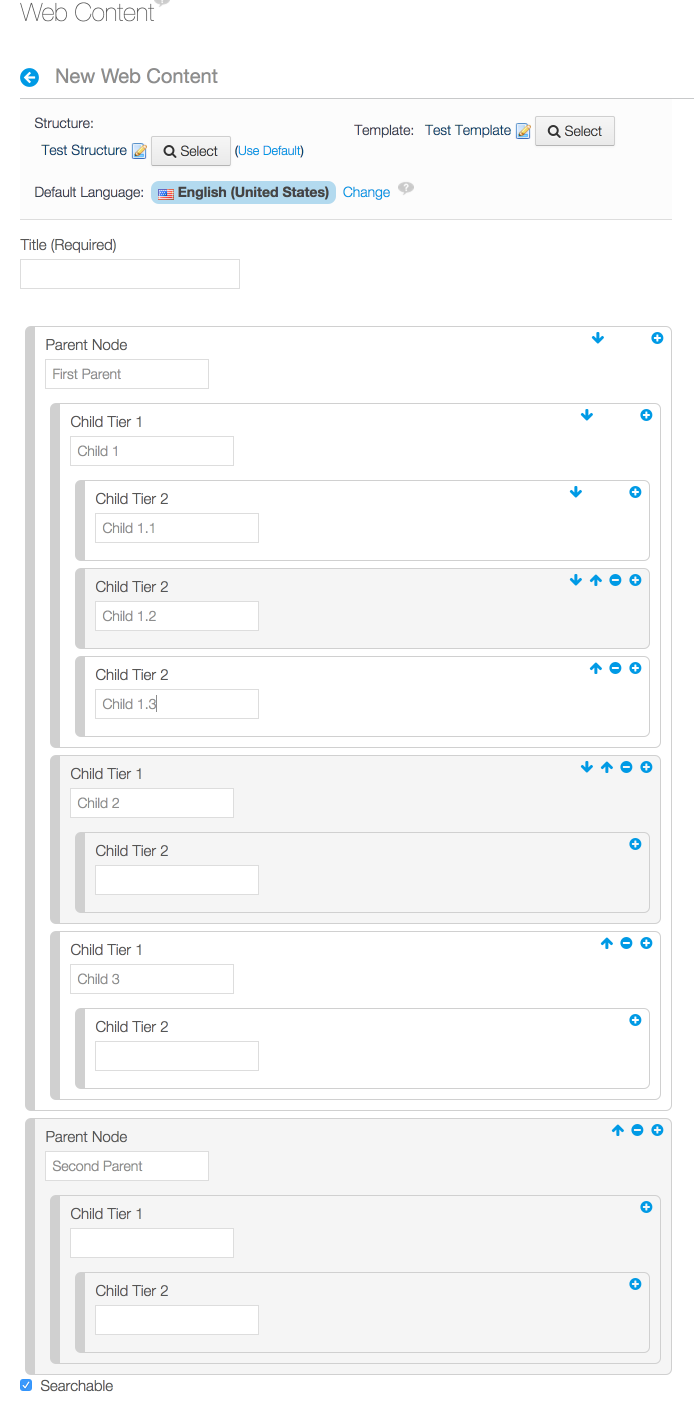 Web Content
New Web Content
Structure:
Test Structure Select (Use Default)
Template: Test Template Select
Default Language: English (United States) Change
Title (Required)
Parent Node
First Parent
Child Tier 1
Child 1
Child Tier 2
Child 1.1
Child Tier 2
Child 1.2
Child Tier 2
Child 1.3
Child Tier 1
Child 2
Child Tier 2
Child Tier 1
Child 3
Child Tier 2
Parent Node
Second Parent
Child Tier 1
Child Tier 2
Searchable